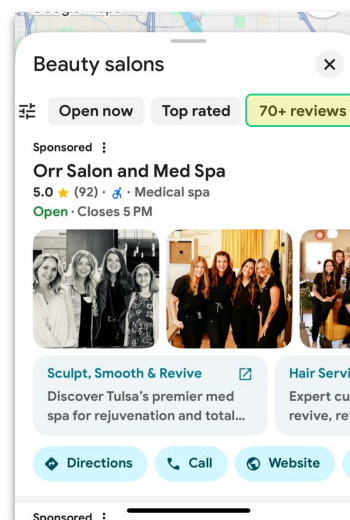 Beauty salons
Open now
Top rated
70+ reviews
Sponsored
Orr Salon and Med Spa
5.0 (92) · · Medical spa
Open · Closes 5 PM
Sculpt, Smooth & Revive
Discover Tulsa's premier med
spa for rejuvenation and total...
Hair Servi
Expert cu
revive, re
Directions
Call
Website
Sponsored